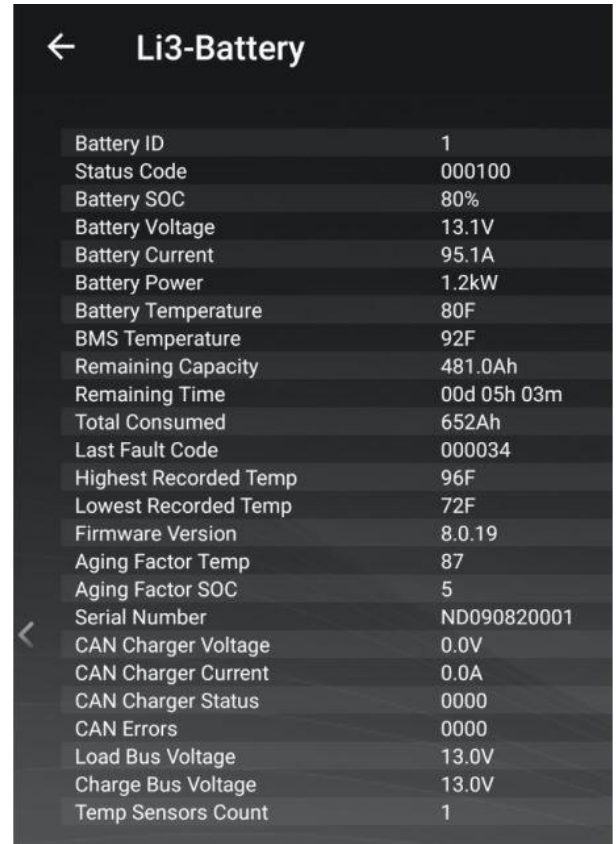 Li3-Battery
Battery ID 1
Status Code 000100
Battery SOC 80%
Battery Voltage 13.1V
Battery Current 95.1A
Battery Power 1.2kW
Battery Temperature 80F
BMS Temperature 92F
Remaining Capacity 481.0Ah
Remaining Time 00d 05h 03m
Total Consumed 652Ah
Last Fault Code 000034
Highest Recorded Temp 96F
Lowest Recorded Temp 72F
Firmware Version 8.0.19
Aging Factor Temp 87
Aging Factor SOC 5
Serial Number ND090820001
CAN Charger Voltage 0.0V
CAN Charger Current 0.0A
CAN Charger Status 0000
CAN Errors 0000
Load Bus Voltage 13.0V
Charge Bus Voltage 13.0V
Temp Sensors Count 1